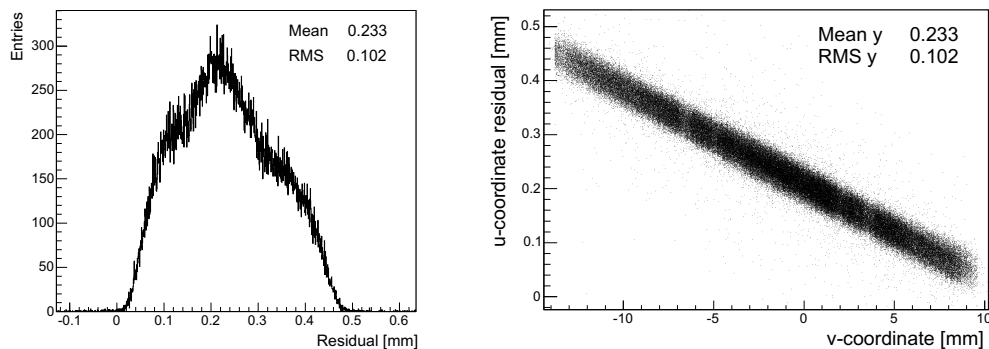 Entries
Mean 0.233
RMS 0.102
300
250
200
150
100
50
0
-0.1 0 0.1 0.2 0.3 0.4 0.5 0.6
Residual [mm]
u-coordinate residual [mm]
Mean y 0.233
RMS y 0.102
0.5
0.4
0.3
0.2
0.1
0
-10 -5 0 5 10
v-coordinate [mm]